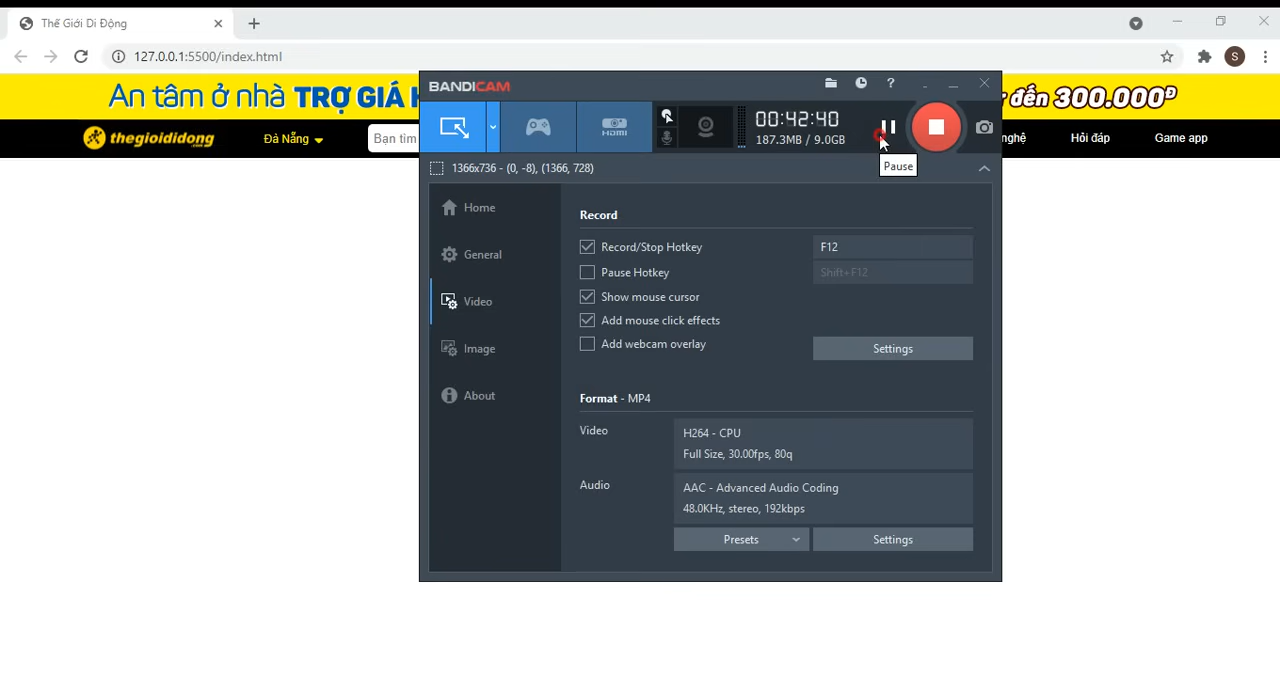 Thế Giới Di Động
127.0.0.1:5500/index.html
S
An tâm ở nhà TRỢ GIÁ
đến 300.000Đ
thegioididong
.com
Đà Nẵng
Bạn tìm
nghệ
Hỏi đáp
Game app
BANDICAM
?
HDMI
00:42:40
187.3MB / 9.0GB
Pause
1366x736 - (0, -8), (1366, 728)
Home
General
Video
Image
About
Record
Record/Stop Hotkey
F12
Pause Hotkey
Shift+F12
Show mouse cursor
Add mouse click effects
Add webcam overlay
Settings
Format - MP4
Video
H264 - CPU
Full Size, 30.00fps, 80q
Audio
AAC - Advanced Audio Coding
48.0KHz, stereo, 192kbps
Presets
Settings